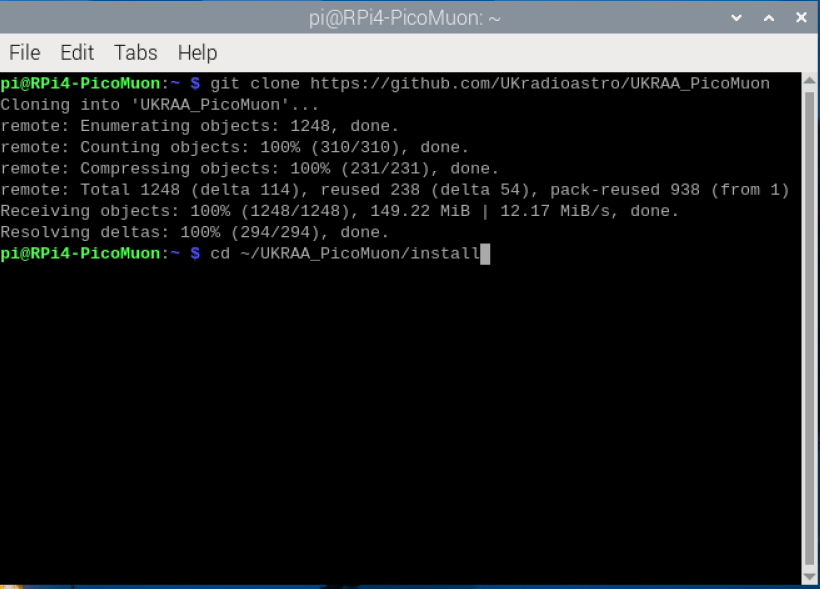 pi@RPi4-PicoMuon: ~
File Edit Tabs Help
pi@RPi4-PicoMuon:~ $ git clone https://github.com/UKradioastro/UKRAA_PicoMuon
Cloning into 'UKRAA_PicoMuon'...
remote: Enumerating objects: 1248, done.
remote: Counting objects: 100% (310/310), done.
remote: Compressing objects: 100% (231/231), done.
remote: Total 1248 (delta 114), reused 238 (delta 54), pack-reused 938 (from 1)
Receiving objects: 100% (1248/1248), 149.22 MiB | 12.17 MiB/s, done.
Resolving deltas: 100% (294/294), done.
pi@RPi4-PicoMuon:~ $ cd ~/UKRAA_PicoMuon/install